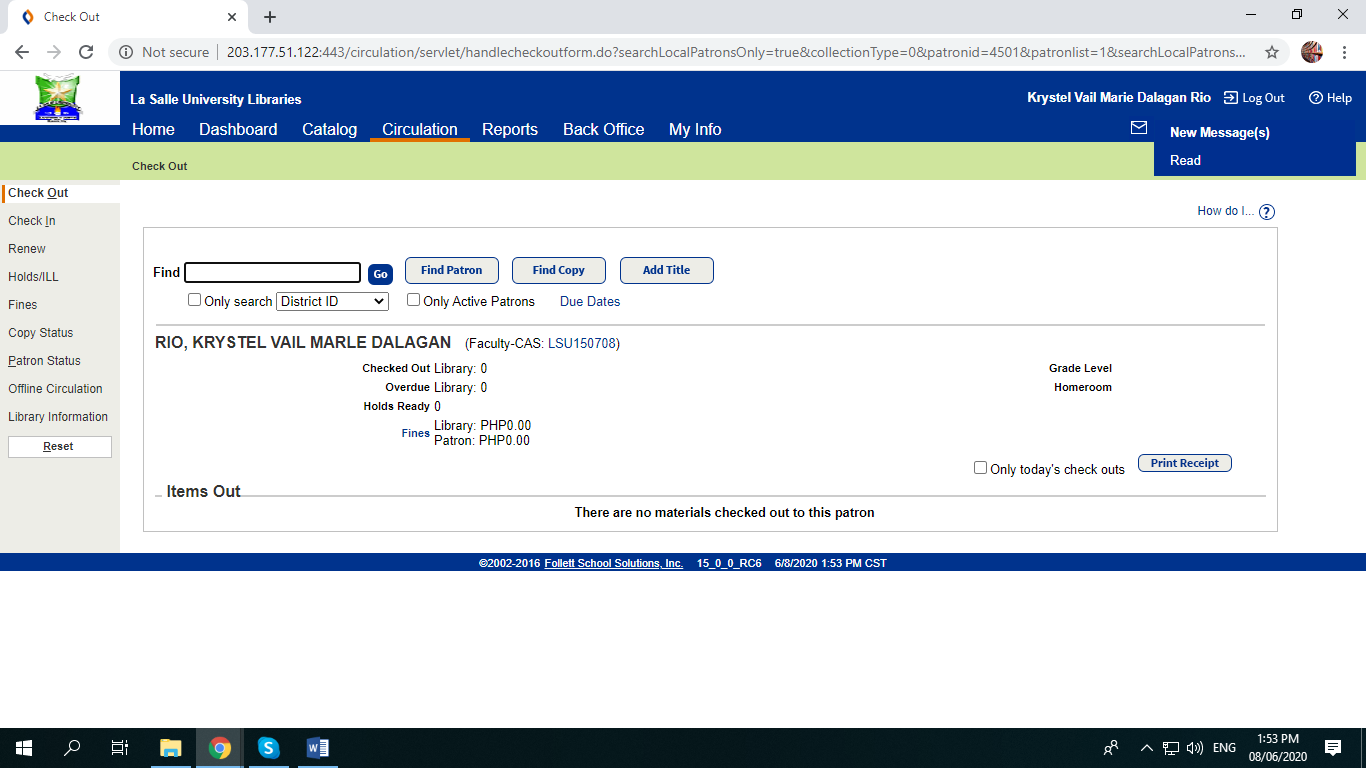 Check Out
Not secure 203.177.51.122:443/circulation/servlet/handlecheckoutform.do?searchLocalPatronsOnly=true&collectionType=0&patronid=4501&patronlist=1&searchLocalPatrons...
La Salle University Libraries
Krystel Vail Marie Dalagan Rio Log Out Help
Home Dashboard Catalog Circulation Reports Back Office My Info
New Message(s)
Read
Check Out
Check Out
Check In
Renew
Holds/ILL
Fines
Copy Status
Patron Status
Offline Circulation
Library Information
Reset
How do I... ?
Find Go Find Patron Find Copy Add Title
Only search District ID Only Active Patrons Due Dates
RIO, KRYSTEL VAIL MARLE DALAGAN (Faculty-CAS: LSU150708)
Checked Out Library: 0 Grade Level
Overdue Library: 0 Homeroom
Holds Ready 0
Fines Library: PHP0.00
Patron: PHP0.00
Only today's check outs Print Receipt
Items Out
There are no materials checked out to this patron
©2002-2016 Follett School Solutions, Inc. 15_0_0_RC6 6/8/2020 1:53 PM CST
ENG 1:53 PM
08/06/2020